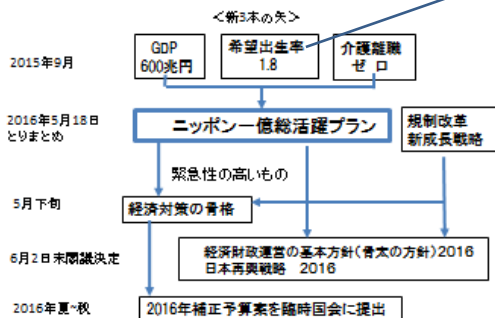 <新3本の矢>
2015年9月
GDP
600兆円
希望出生率
1.8
介護離職
ゼロ
2016年5月18日
とりまとめ
ニッポン一億総活躍プラン
規制改革
新成長戦略
緊急性の高いもの
5月下旬
経済対策の骨格
6月2日末閣議決定
経済財政運営の基本方針(骨太の方針)2016
日本再興戦略 2016
2016年夏~秋
2016年補正予算案を臨時国会に提出